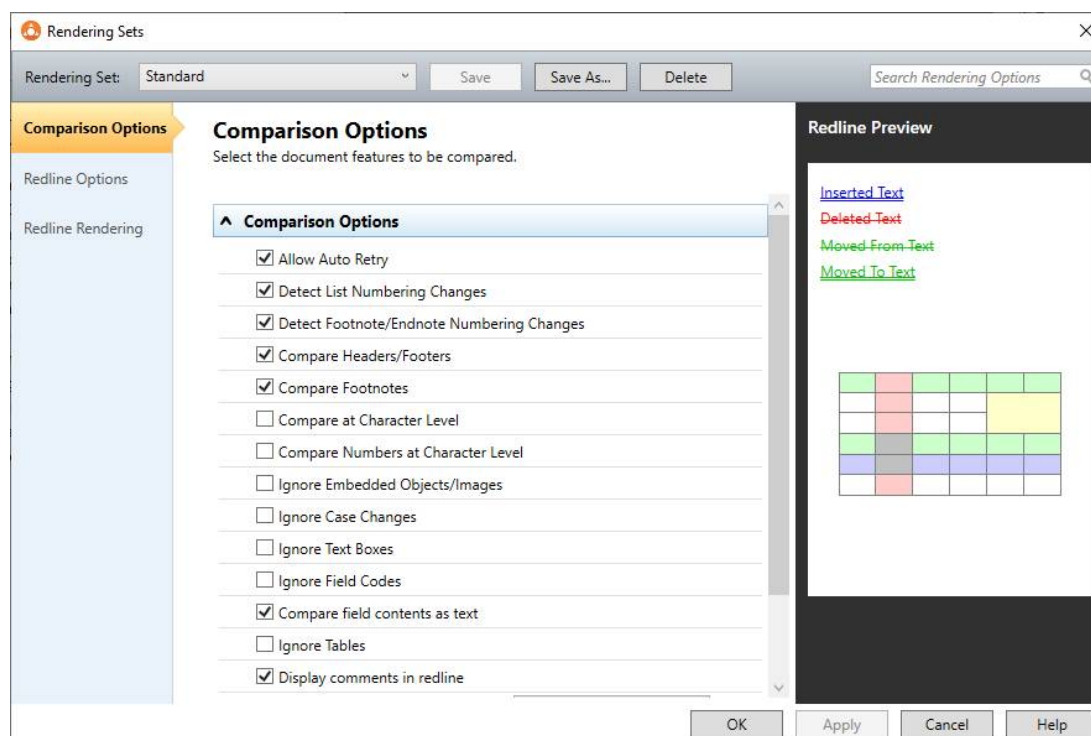 Rendering Sets
Rendering Set: Standard Save Save As... Delete Search Rendering Options
Comparison Options
Redline Options
Redline Rendering
Comparison Options
Select the document features to be compared.
Comparison Options
Allow Auto Retry
Detect List Numbering Changes
Detect Footnote/Endnote Numbering Changes
Compare Headers/Footers
Compare Footnotes
Compare at Character Level
Compare Numbers at Character Level
Ignore Embedded Objects/Images
Ignore Case Changes
Ignore Text Boxes
Ignore Field Codes
Compare field contents as text
Ignore Tables
Display comments in redline
Redline Preview
Inserted Text
Deleted Text
Moved From Text
Moved To Text
OK Apply Cancel Help